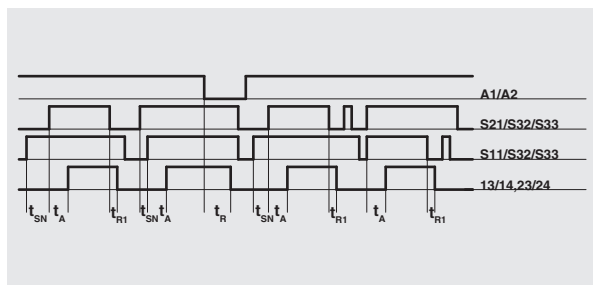 A1/A2
S21/S32/S33
S11/S32/S33
13/14,23/24
tSN tA tR1 tSN tA tR tSN tA tR1 tA tR1